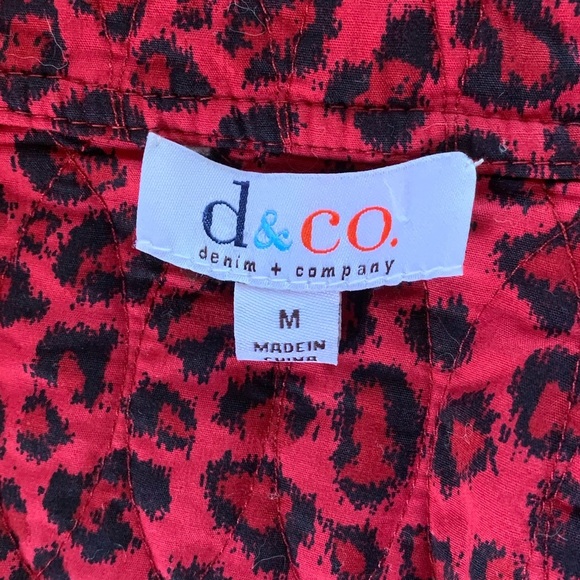 d&co.
denim + company
M
MADE IN
CHINA